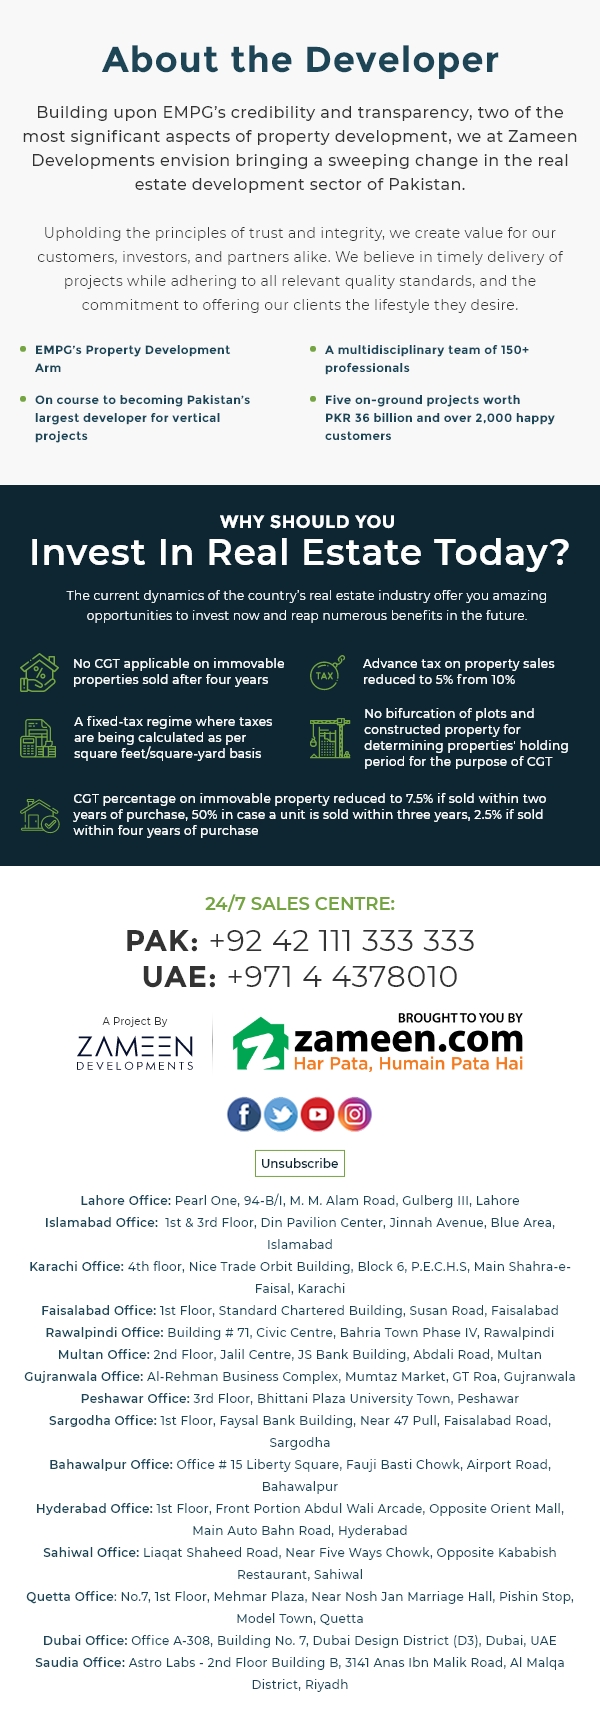 About the Developer
Building upon EMPG's credibility and transparency, two of the
most significant aspects of property development, we at Zameen
Developments envision bringing a sweeping change in the real
estate development sector of Pakistan.
Upholding the principles of trust and integrity, we create value for our
customers, investors, and partners alike. We believe in timely delivery of
projects while adhering to all relevant quality standards, and the
commitment to offering our clients the lifestyle they desire.
EMPG's Property Development
Arm
On course to becoming Pakistan's
largest developer for vertical
projects
A multidisciplinary team of 150+
professionals
Five on-ground projects worth
PKR 36 billion and over 2,000 happy
customers
WHY SHOULD YOU
Invest In Real Estate Today?
The current dynamics of the country's real estate industry offer you amazing
opportunities to invest now and reap numerous benefits in the future.
No CGT applicable on immovable
properties sold after four years
TAX
Advance tax on property sales
reduced to 5% from 10%
A fixed-tax regime where taxes
are being calculated as per
square feet/square-yard basis
No bifurcation of plots and
constructed property for
determining properties' holding
period for the purpose of CGT
CGT percentage on immovable property reduced to 7.5% if sold within two
years of purchase, 50% in case a unit is sold within three years, 2.5% if sold
within four years of purchase
24/7 SALES CENTRE:
PAK: +92 42 111 333 333
UAE: +971 4 4378010
A Project By
ZAMEEN
DEVELOPMENTS
BROUGHT TO YOU BY
zameen.com
Har Pata, Humain Pata Hai
Unsubscribe
Lahore Office: Pearl One, 94-B/I, M. M. Alam Road, Gulberg III, Lahore
Islamabad Office: 1st & 3rd Floor, Din Pavilion Center, Jinnah Avenue, Blue Area,
Islamabad
Karachi Office: 4th floor, Nice Trade Orbit Building, Block 6, P.E.C.H.S, Main Shahra-e-
Faisal, Karachi
Faisalabad Office: 1st Floor, Standard Chartered Building, Susan Road, Faisalabad
Rawalpindi Office: Building # 71, Civic Centre, Bahria Town Phase IV, Rawalpindi
Multan Office: 2nd Floor, Jalil Centre, JS Bank Building, Abdali Road, Multan
Gujranwala Office: Al-Rehman Business Complex, Mumtaz Market, GT Roa, Gujranwala
Peshawar Office: 3rd Floor, Bhittani Plaza University Town, Peshawar
Sargodha Office: 1st Floor, Faysal Bank Building, Near 47 Pull, Faisalabad Road,
Sargodha
Bahawalpur Office: Office # 15 Liberty Square, Fauji Basti Chowk, Airport Road,
Bahawalpur
Hyderabad Office: 1st Floor, Front Portion Abdul Wali Arcade, Opposite Orient Mall,
Main Auto Bahn Road, Hyderabad
Sahiwal Office: Liaqat Shaheed Road, Near Five Ways Chowk, Opposite Kababish
Restaurant, Sahiwal
Quetta Office: No.7, 1st Floor, Mehmar Plaza, Near Nosh Jan Marriage Hall, Pishin Stop,
Model Town, Quetta
Dubai Office: Office A-308, Building No. 7, Dubai Design District (D3), Dubai, UAE
Saudia Office: Astro Labs - 2nd Floor Building B, 3141 Anas Ibn Malik Road, Al Malqa
District, Riyadh